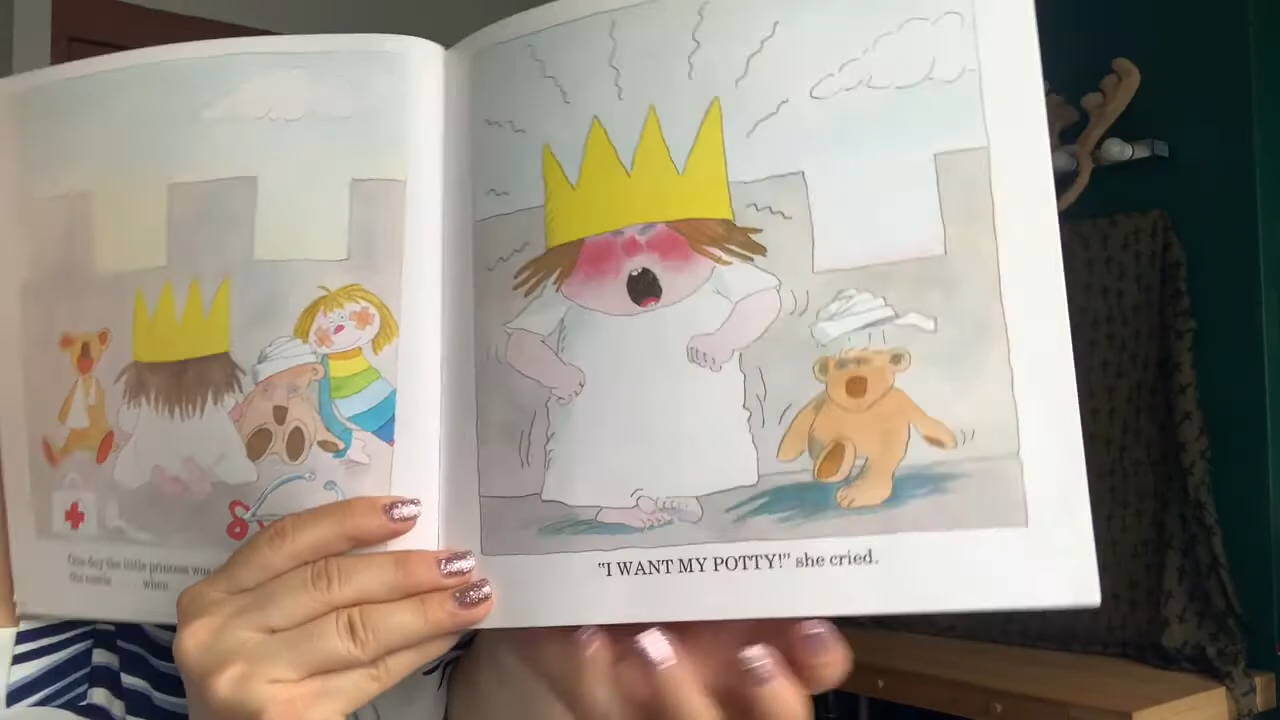 One day the little princess was
the castle when
"I WANT MY POTTY!" she cried.